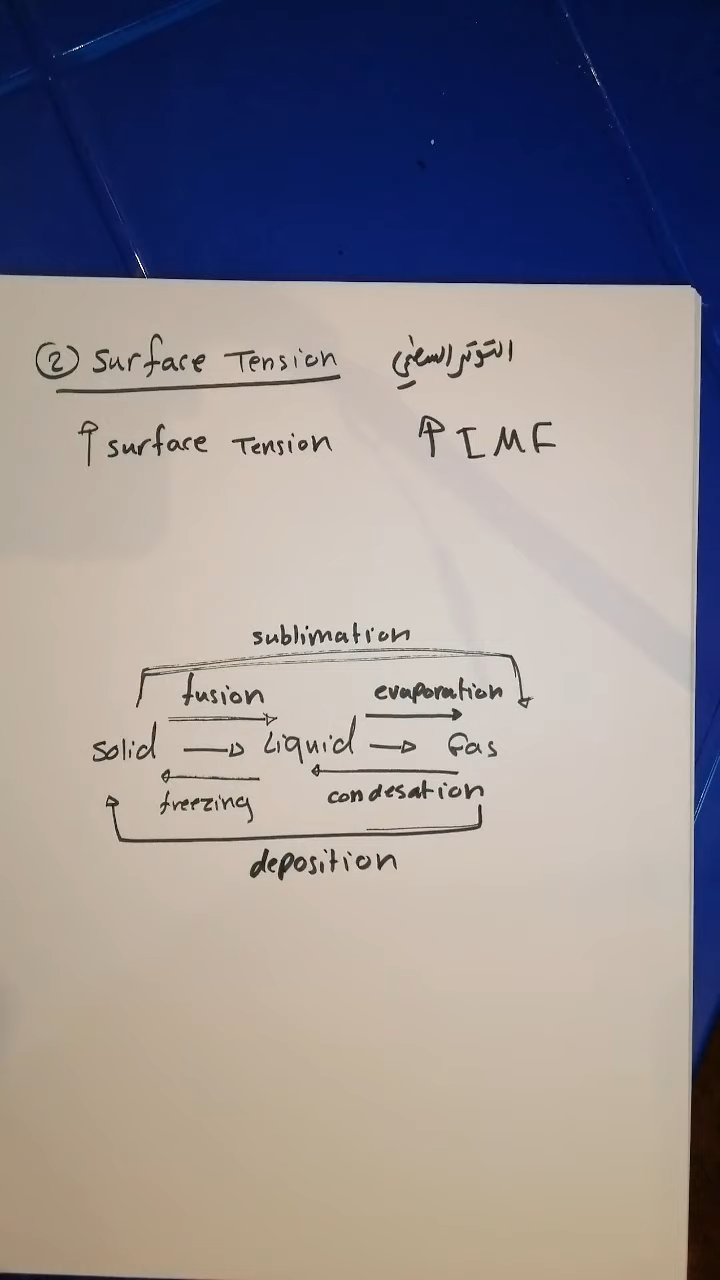 ② Surface Tension التوتر السطحي
↑ surface Tension ↑ IMF
sublimation
fusion evaporation
solid → Liquid → Gas
freezing condesation
deposition